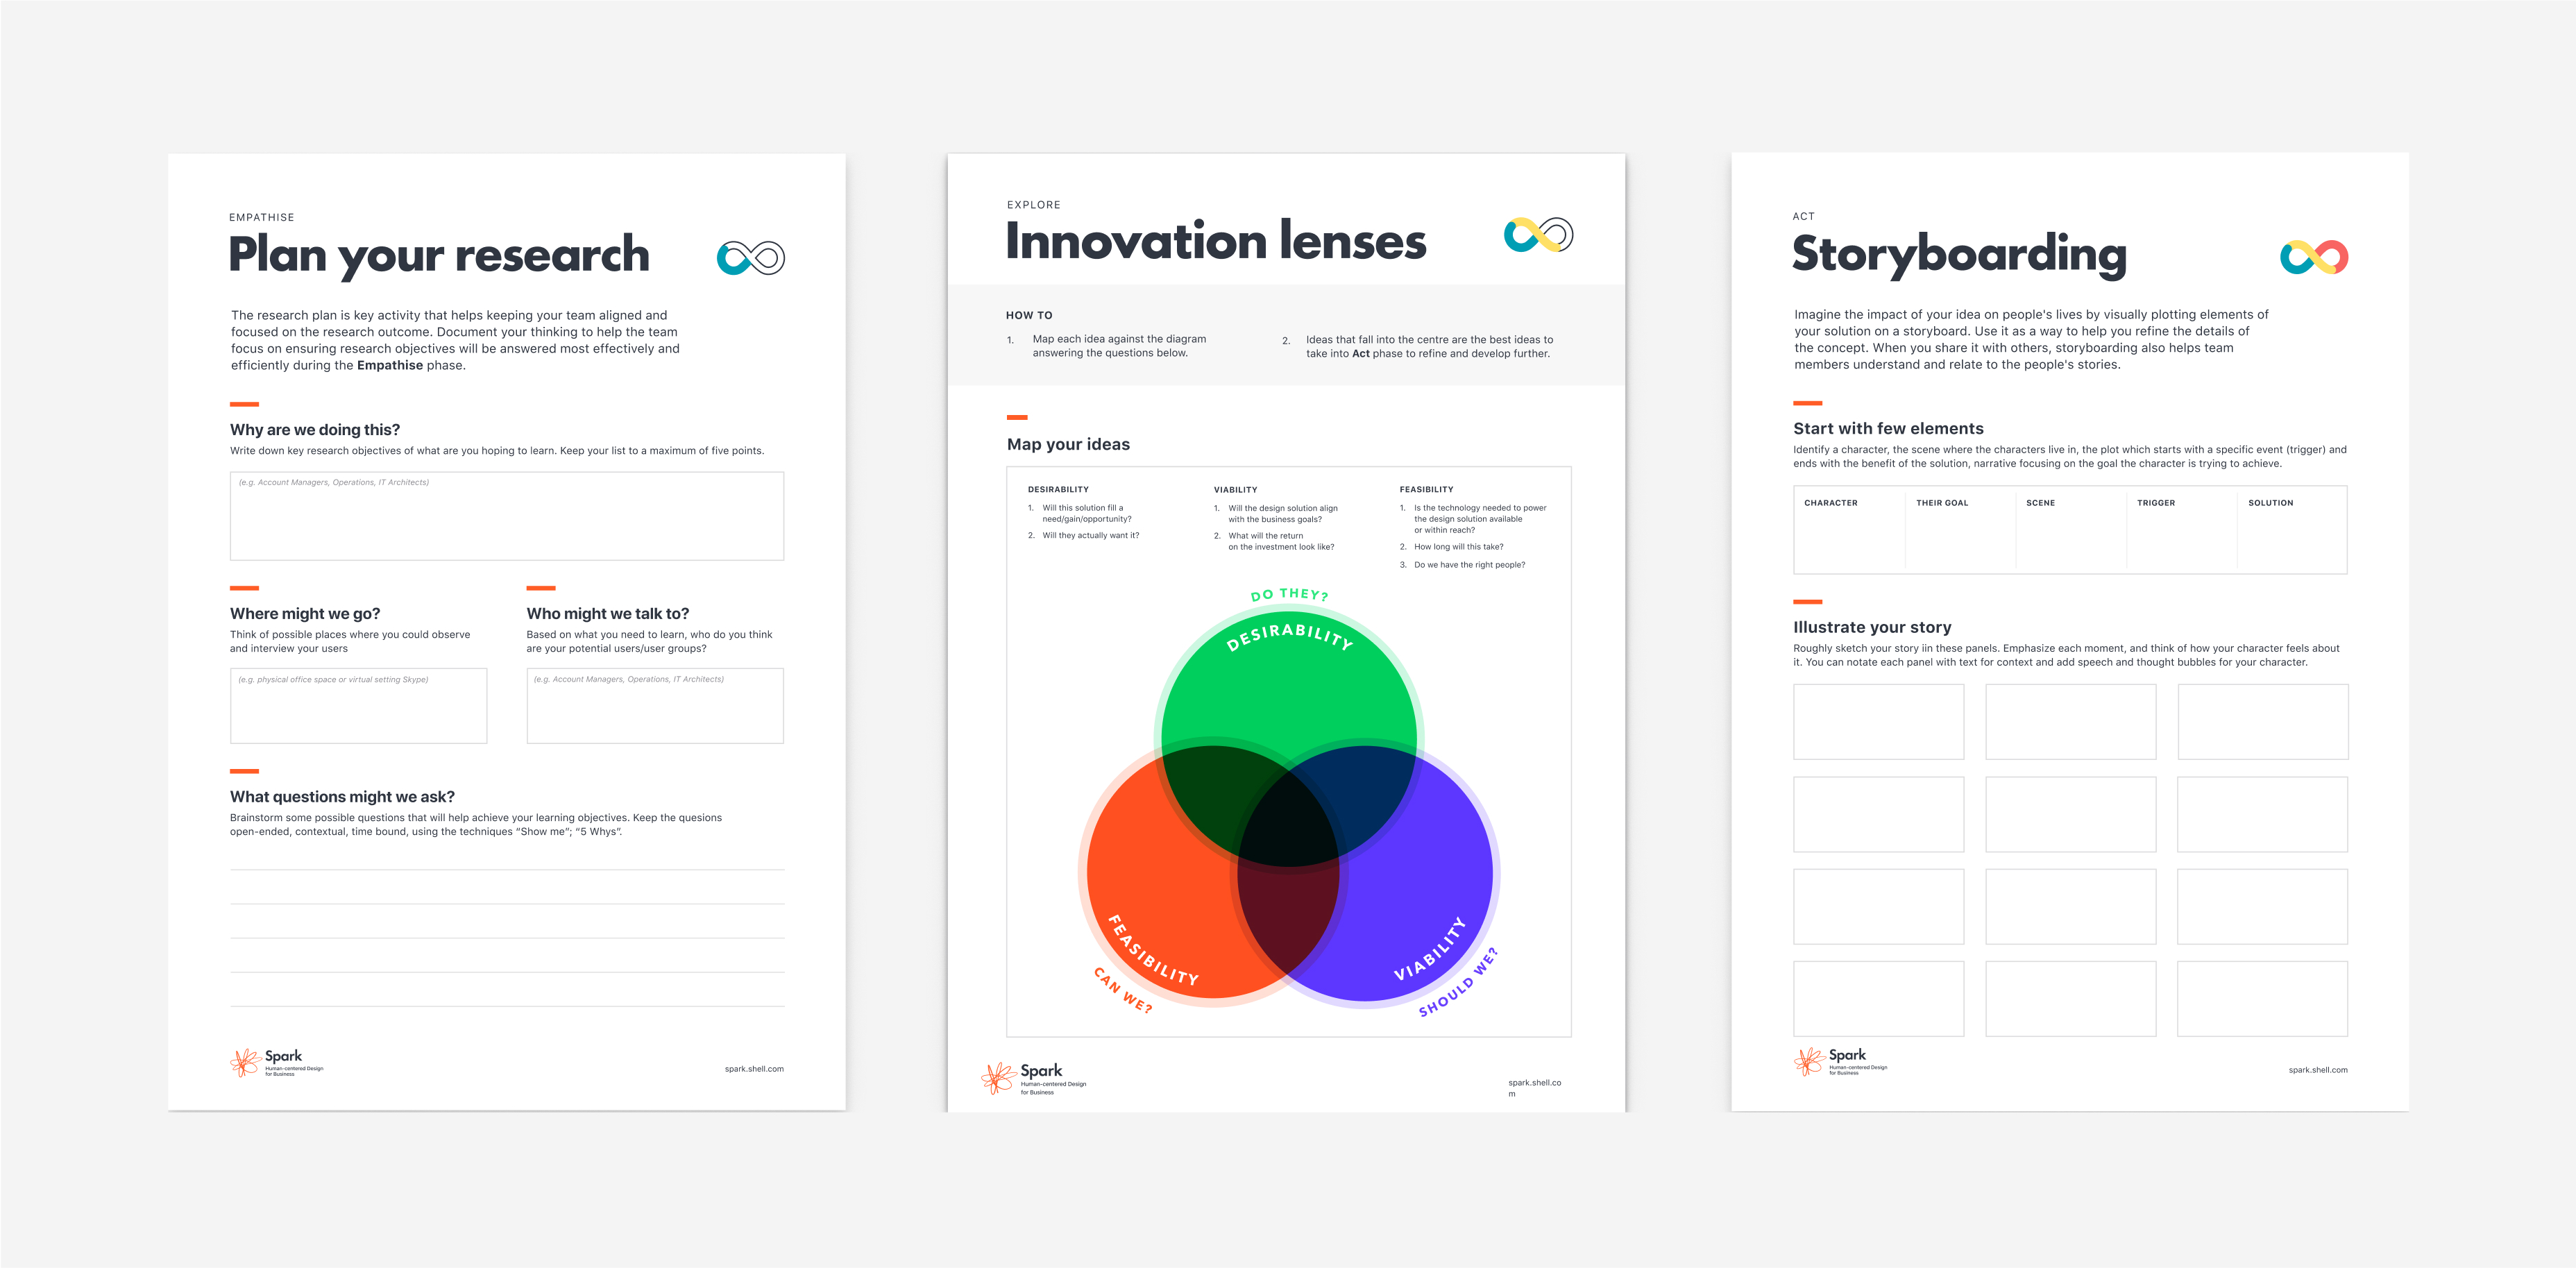 EMPATHISE
Plan your research
The research plan is key activity that helps keeping your team aligned and
focused on the research outcome. Document your thinking to help the team
focus on ensuring research objectives will be answered most effectively and
efficiently during the Empathise phase.
Why are we doing this?
Write down key research objectives of what are you hoping to learn. Keep your list to a maximum of five points.
(e.g. Account Managers, Operations, IT Architects)
Where might we go?
Think of possible places where you could observe
and interview your users
(e.g. physical office space or virtual setting Skype)
Who might we talk to?
Based on what you need to learn, who do you think
are your potential users/user groups?
(e.g. Account Managers, Operations, IT Architects)
What questions might we ask?
Brainstorm some possible questions that will help achieve your learning objectives. Keep the quesions
open-ended, contextual, time bound, using the techniques “Show me”; “5 Whys”.
Spark
Human-centered Design
for Business
spark.shell.com
EXPLORE
Innovation lenses
HOW TO
1. Map each idea against the diagram
answering the questions below.
2. Ideas that fall into the centre are the best ideas to
take into Act phase to refine and develop further.
Map your ideas
DESIRABILITY
1. Will this solution fill a
need/gain/opportunity?
2. Will they actually want it?
VIABILITY
1. Will the design solution align
with the business goals?
2. What will the return
on the investment look like?
FEASIBILITY
1. Is the technology needed to power
the design solution available
or within reach?
2. How long will this take?
3. Do we have the right people?
DO THEY?
DESIRABILITY
FEASIBILITY
CAN WE?
VIABILITY
SHOULD WE?
Spark
Human-centered Design
for Business
spark.shell.co
m
ACT
Storyboarding
Imagine the impact of your idea on people's lives by visually plotting elements of
your solution on a storyboard. Use it as a way to help you refine the details of
the concept. When you share it with others, storyboarding also helps team
members understand and relate to the people's stories.
Start with few elements
Identify a character, the scene where the characters live in, the plot which starts with a specific event (trigger) and
ends with the benefit of the solution, narrative focusing on the goal the character is trying to achieve.
CHARACTER
THEIR GOAL
SCENE
TRIGGER
SOLUTION
Illustrate your story
Roughly sketch your story iin these panels. Emphasize each moment, and think of how your character feels about
it. You can notate each panel with text for context and add speech and thought bubbles for your character.
Spark
Human-centered Design
for Business
spark.shell.com